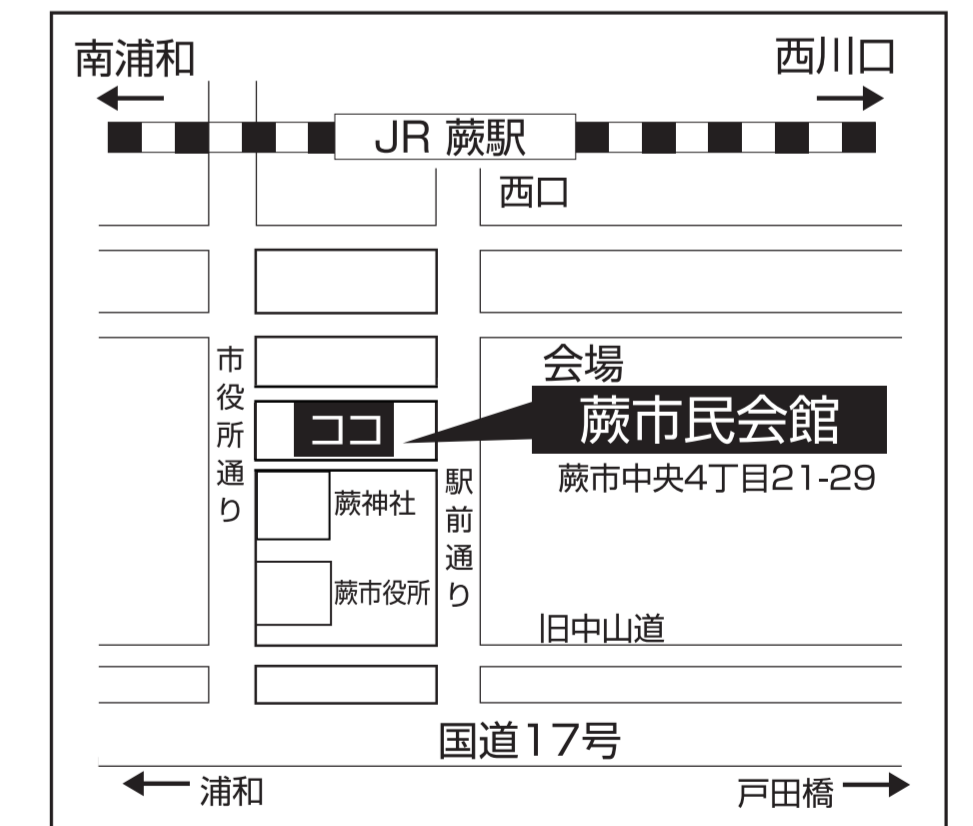 南浦和
西川口
JR 蕨駅
西口
市役所通り
会場
蕨市民会館
ココ
蕨市中央4丁目21-29
駅前通り
蕨神社
蕨市役所
旧中山道
国道17号
浦和
戸田橋